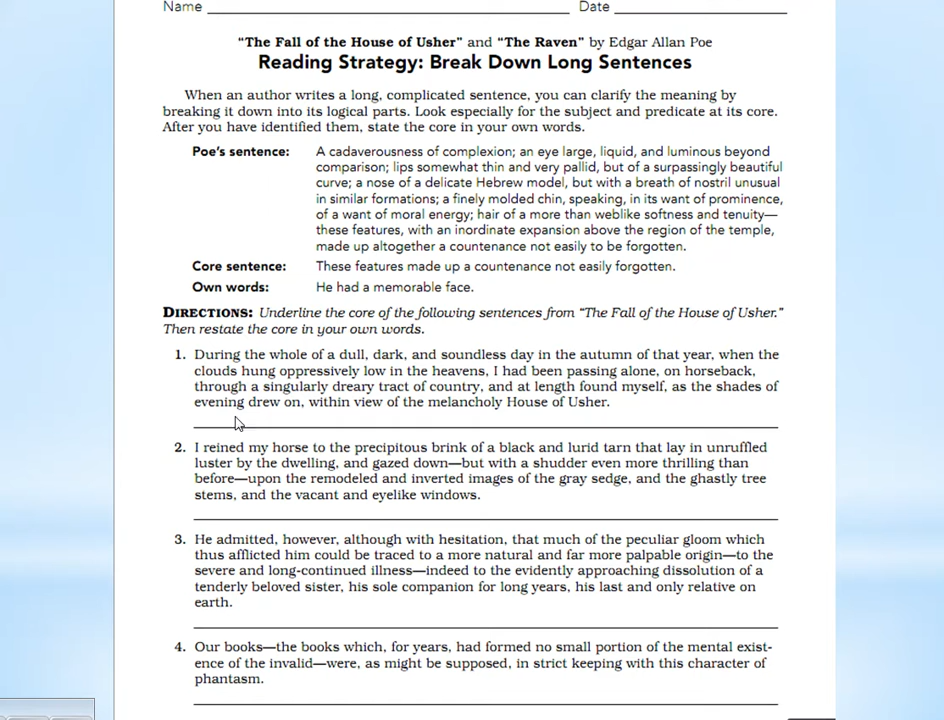 Name ______ Date ______
"The Fall of the House of Usher" and "The Raven" by Edgar Allan Poe
Reading Strategy: Break Down Long Sentences
When an author writes a long, complicated sentence, you can clarify the meaning by
breaking it down into its logical parts. Look especially for the subject and predicate at its core.
After you have identified them, state the core in your own words.
Poe's sentence: A cadaverousness of complexion; an eye large, liquid, and luminous beyond
comparison; lips somewhat thin and very pallid, but of a surpassingly beautiful
curve; a nose of a delicate Hebrew model, but with a breath of nostril unusual
in similar formations; a finely molded chin, speaking, in its want of prominence,
of a want of moral energy; hair of a more than weblike softness and tenuity—
these features, with an inordinate expansion above the region of the temple,
made up altogether a countenance not easily to be forgotten.
Core sentence: These features made up a countenance not easily forgotten.
Own words: He had a memorable face.
DIRECTIONS: Underline the core of the following sentences from "The Fall of the House of Usher."
Then restate the core in your own words.
1. During the whole of a dull, dark, and soundless day in the autumn of that year, when the
clouds hung oppressively low in the heavens, I had been passing alone, on horseback,
through a singularly dreary tract of country, and at length found myself, as the shades of
evening drew on, within view of the melancholy House of Usher.
2. I reined my horse to the precipitous brink of a black and lurid tarn that lay in unruffled
luster by the dwelling, and gazed down—but with a shudder even more thrilling than
before—upon the remodeled and inverted images of the gray sedge, and the ghastly tree
stems, and the vacant and eyelike windows.
3. He admitted, however, although with hesitation, that much of the peculiar gloom which
thus afflicted him could be traced to a more natural and far more palpable origin—to the
severe and long-continued illness—indeed to the evidently approaching dissolution of a
tenderly beloved sister, his sole companion for long years, his last and only relative on
earth.
4. Our books—the books which, for years, had formed no small portion of the mental exist-
ence of the invalid—were, as might be supposed, in strict keeping with this character of
phantasm.